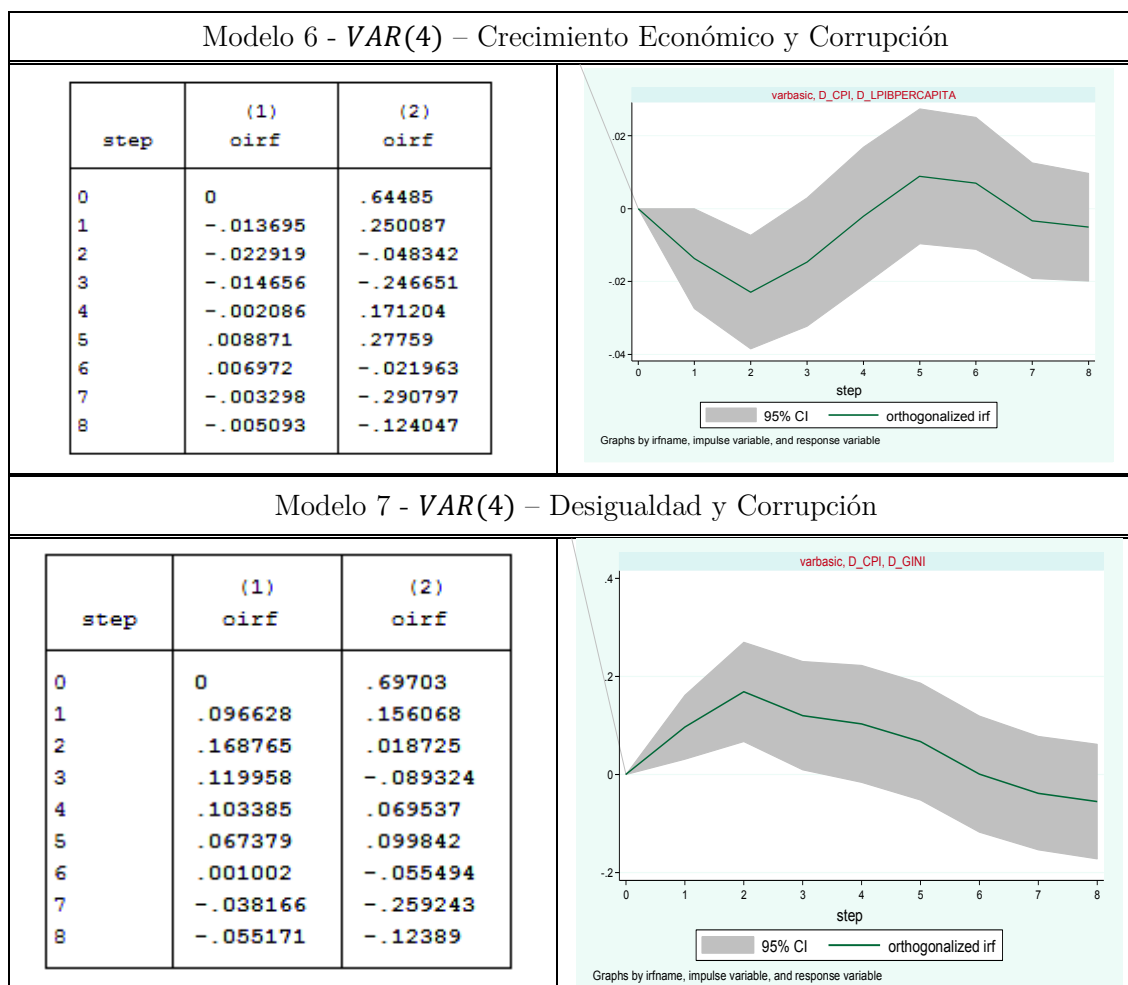 Modelo 6 - VAR(4) – Crecimiento Económico y Corrupción
(1) (2)
step oirf oirf
0 0 .64485
1 -.013695 .250087
2 -.022919 -.048342
3 -.014656 -.246651
4 -.002086 .171204
5 .008871 .27759
6 .006972 -.021963
7 -.003298 -.290797
8 -.005093 -.124047
varbasic, D_CPI, D_LPIBPERCAPITA
.02
0
-.02
-.04
0 1 2 3 4 5 6 7 8
step
95% CI orthogonalized irf
Graphs by irfname, impulse variable, and response variable
Modelo 7 - VAR(4) – Desigualdad y Corrupción
(1) (2)
step oirf oirf
0 0 .69703
1 .096628 .156068
2 .168765 .018725
3 .119958 -.089324
4 .103385 .069537
5 .067379 .099842
6 .001002 -.055494
7 -.038166 -.259243
8 -.055171 -.12389
varbasic, D_CPI, D_GINI
.4
.2
0
-.2
0 1 2 3 4 5 6 7 8
step
95% CI orthogonalized irf
Graphs by irfname, impulse variable, and response variable